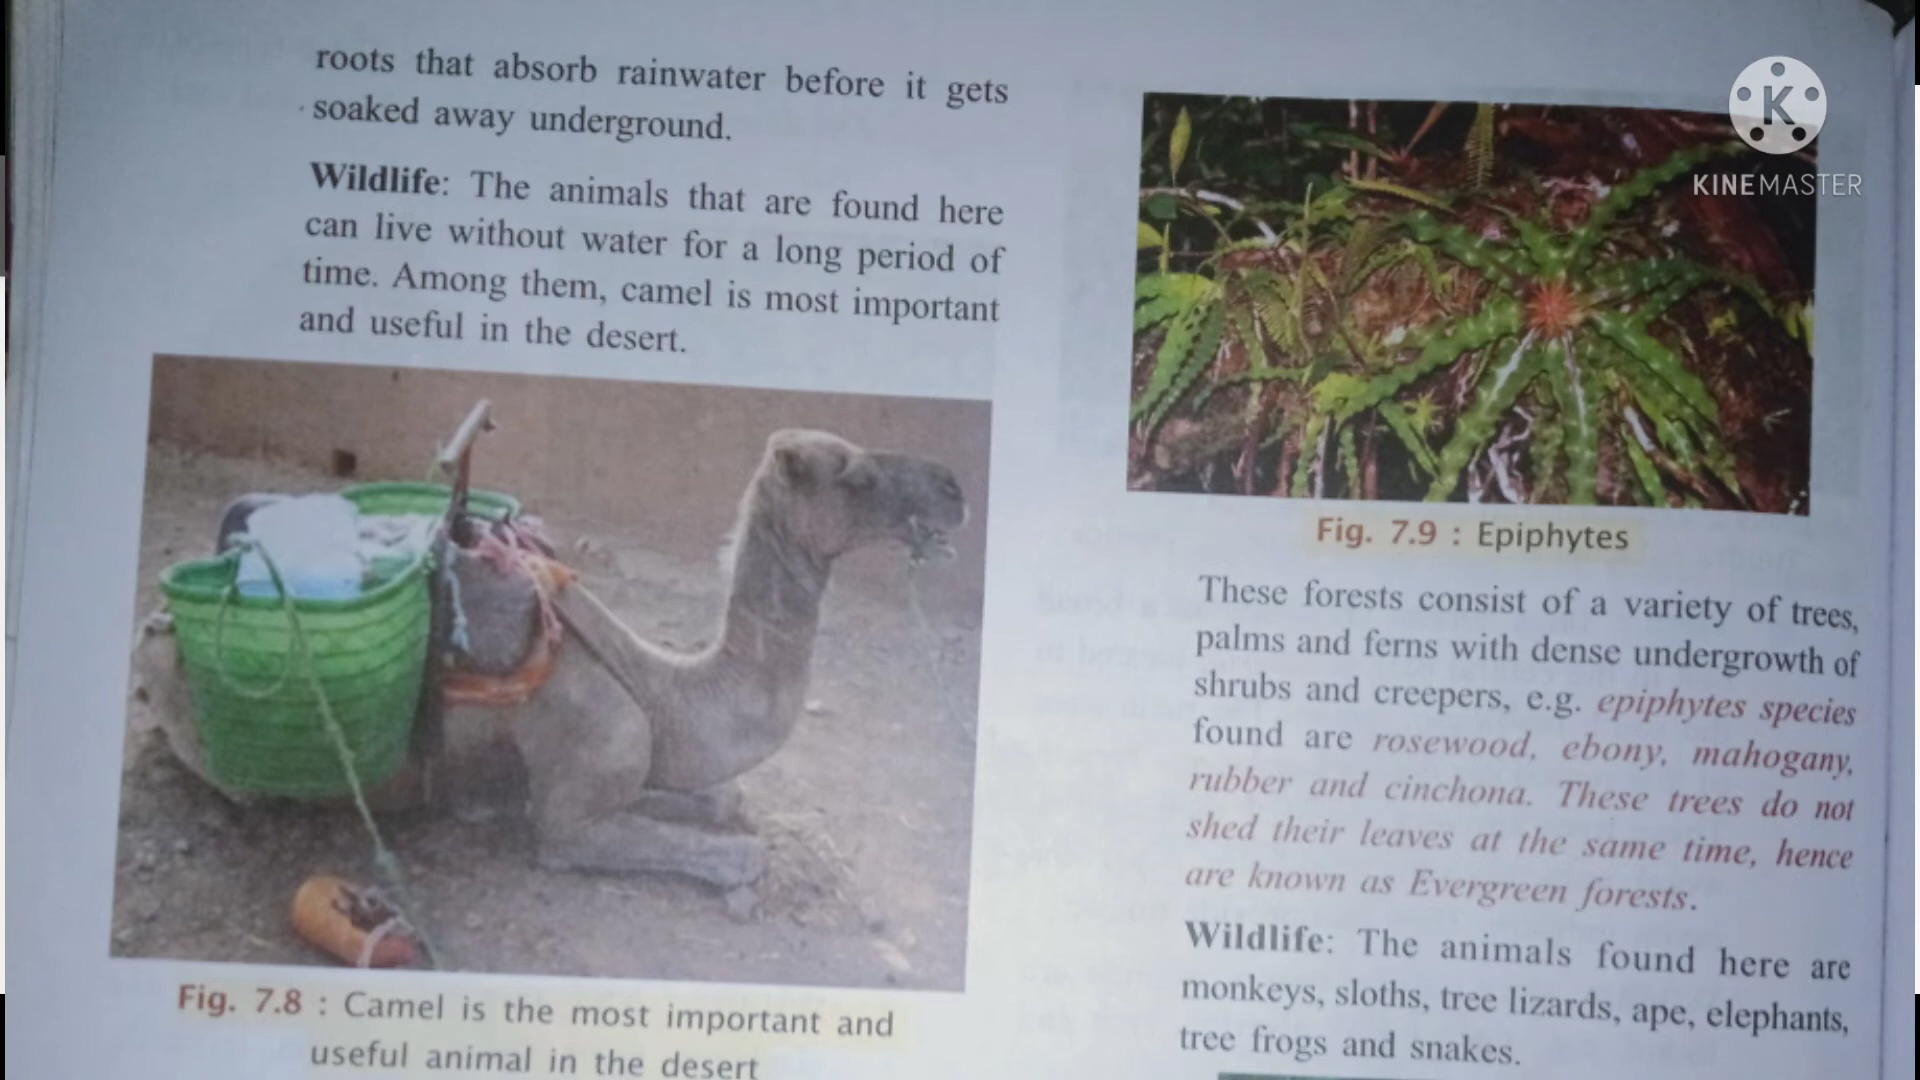 roots that absorb rainwater before it gets
soaked away underground.
Wildlife: The animals that are found here
can live without water for a long period of
time. Among them, camel is most important
and useful in the desert.
Fig. 7.8 : Camel is the most important and
useful animal in the desert
K
KINEMASTER
Fig. 7.9 : Epiphytes
These forests consist of a variety of trees,
palms and ferns with dense undergrowth of
shrubs and creepers, e.g. epiphytes species
found are rosewood, ebony, mahogany,
rubber and cinchona. These trees do not
shed their leaves at the same time, hence
are known as Evergreen forests.
Wildlife: The animals found here are
monkeys, sloths, tree lizards, ape, elephants,
tree frogs and snakes.